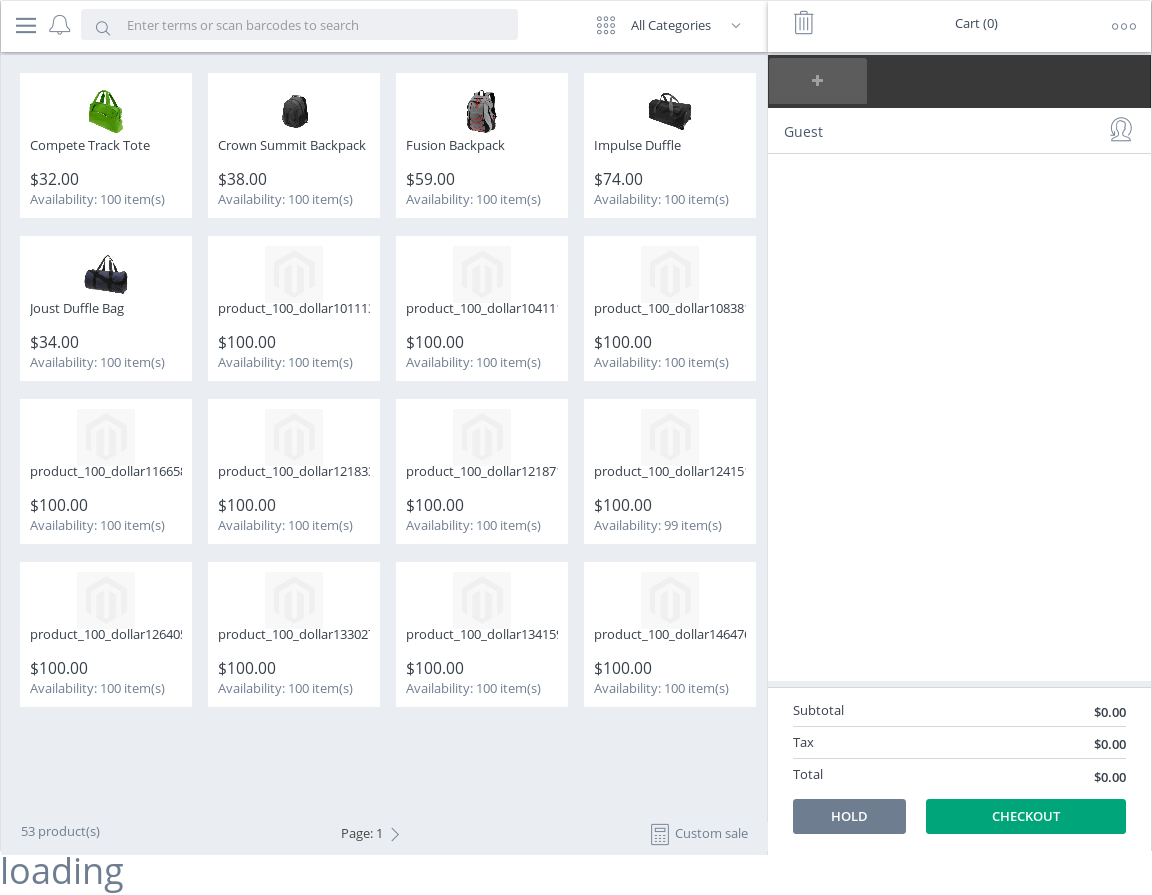 Enter terms or scan barcodes to search
All Categories
Cart (0)
+
Guest
Compete Track Tote
$32.00
Availability: 100 item(s)
Crown Summit Backpack
$38.00
Availability: 100 item(s)
Fusion Backpack
$59.00
Availability: 100 item(s)
Impulse Duffle
$74.00
Availability: 100 item(s)
Joust Duffle Bag
$34.00
Availability: 100 item(s)
product_100_dollar10111
$100.00
Availability: 100 item(s)
product_100_dollar10411
$100.00
Availability: 100 item(s)
product_100_dollar10838
$100.00
Availability: 100 item(s)
product_100_dollar11665
$100.00
Availability: 100 item(s)
product_100_dollar12183
$100.00
Availability: 100 item(s)
product_100_dollar12187
$100.00
Availability: 100 item(s)
product_100_dollar12415
$100.00
Availability: 99 item(s)
product_100_dollar12640
$100.00
Availability: 100 item(s)
product_100_dollar13302
$100.00
Availability: 100 item(s)
product_100_dollar13415
$100.00
Availability: 100 item(s)
product_100_dollar14647
$100.00
Availability: 100 item(s)
53 product(s)
Page: 1
Custom sale
Subtotal $0.00
Tax $0.00
Total $0.00
HOLD
CHECKOUT
loading